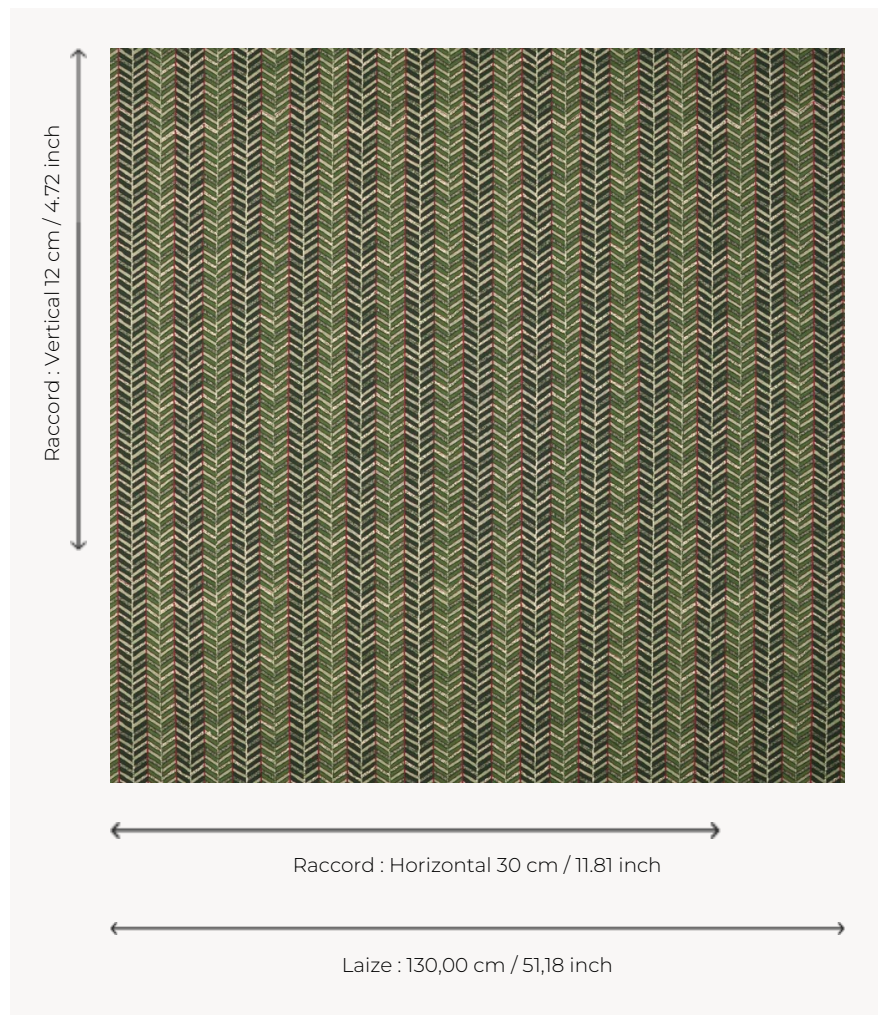 Raccord : Vertical 12 cm / 4.72 inch
Raccord : Horizontal 30 cm / 11.81 inch
Laize : 130,00 cm / 51,18 inch